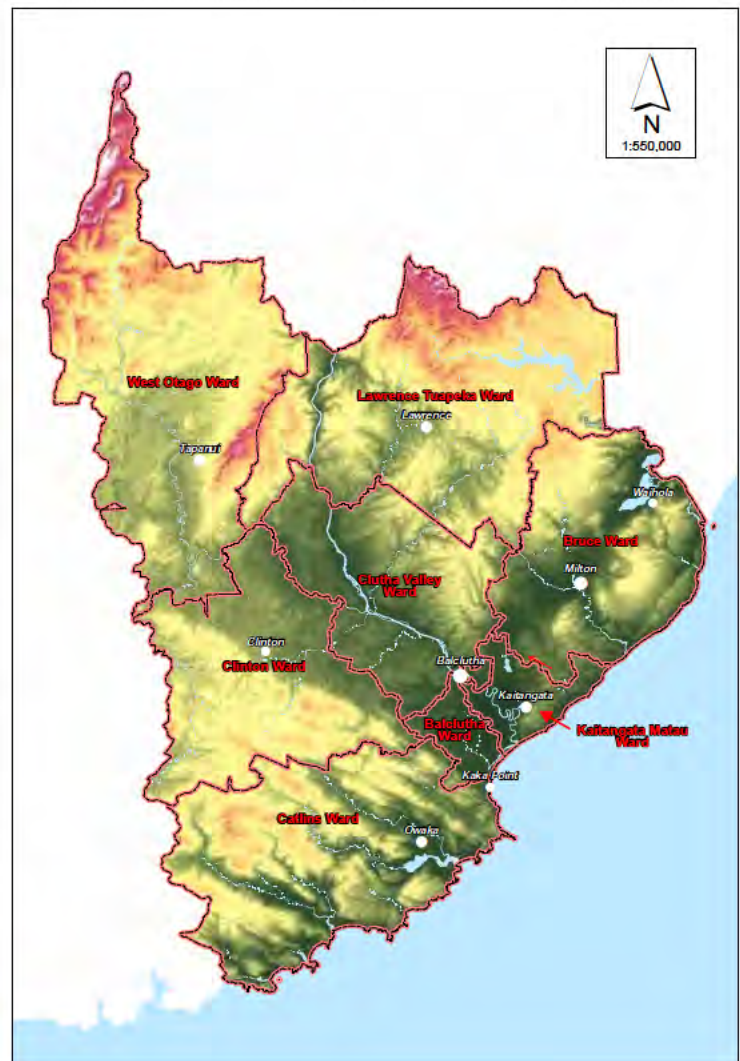 N
1:550,000
West Otago Ward
Lawrence Tuapeka Ward
Lawrence
Tapanui
Waihola
Bruce Ward
Milton
Clutha Valley
Ward
Clinton
Clinton Ward
Balclutha
Kaitangata
Balclutha
Ward
Kaitangata Matau
Ward
Kaka Point
Catlins Ward
Owaka